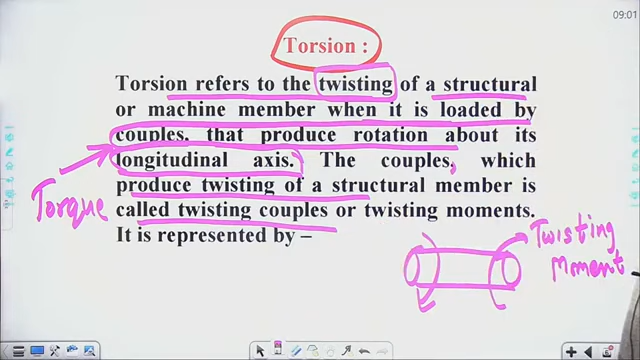 09:01
Torsion :
Torsion refers to the twisting of a structural
or machine member when it is loaded by
couples. that produce rotation about its
longitudinal axis. The couples, which
produce twisting of a structural member is
called twisting couples or twisting moments.
It is represented by –
Torque
Twisting
Moment